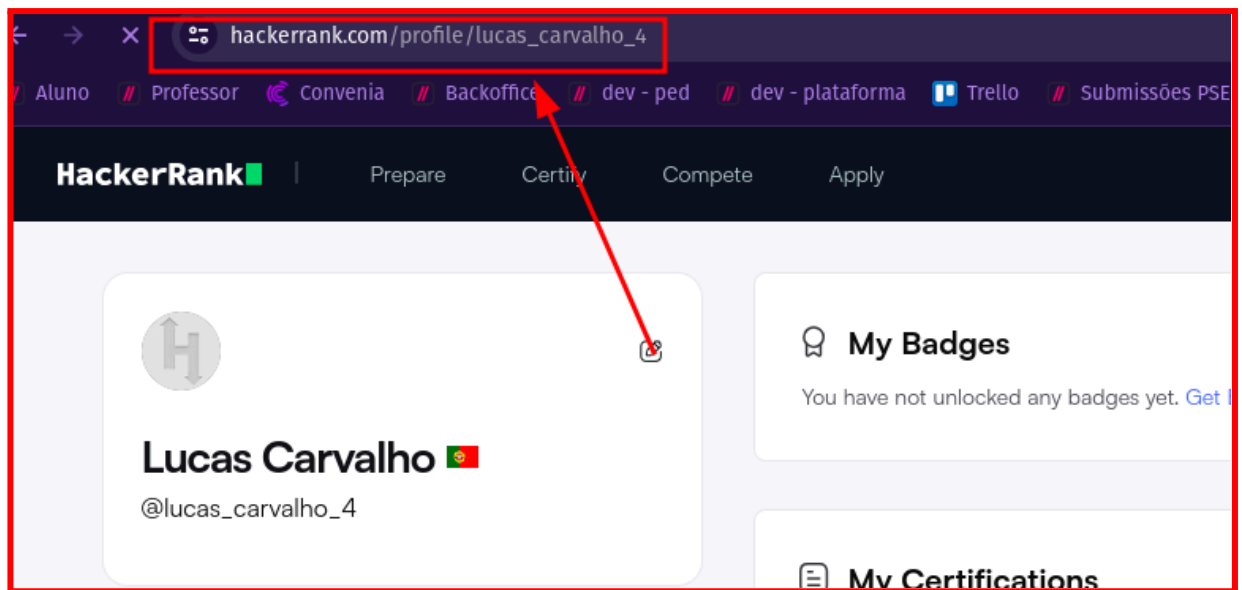 hackerrank.com/profile/lucas_carvalho_4
Aluno Professor Convenia Backoffice dev - ped dev - plataforma Trello Submissões PSE
HackerRank Prepare Certify Compete Apply
My Badges
You have not unlocked any badges yet. Get
Lucas Carvalho
@lucas_carvalho_4
My Certifications